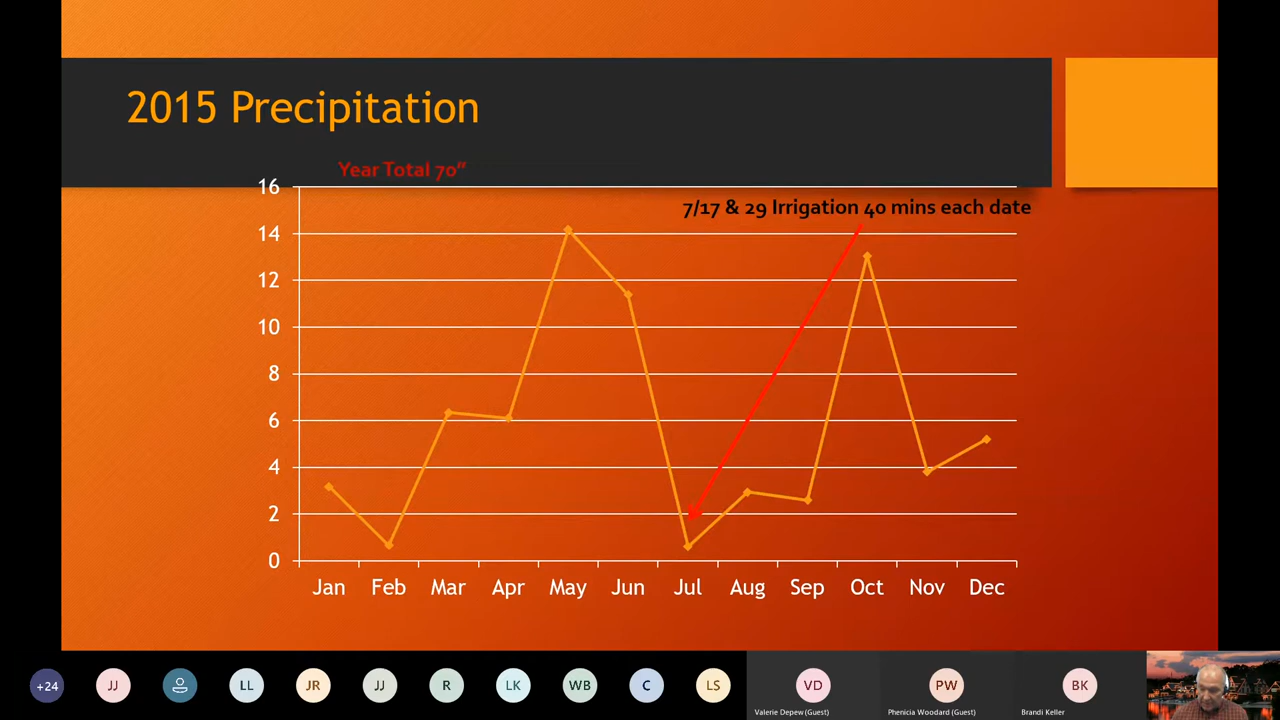 2015 Precipitation
Year Total 70"
16
7/17 & 29 Irrigation 40 mins each date
14
12
10
8
6
4
2
0
Jan Feb Mar Apr May Jun Jul Aug Sep Oct Nov Dec
+24 JJ LL JR JJ R LK WB C LS VD PW BK
Valerie Depew (Guest) Phenicia Woodard (Guest) Brandi Keller